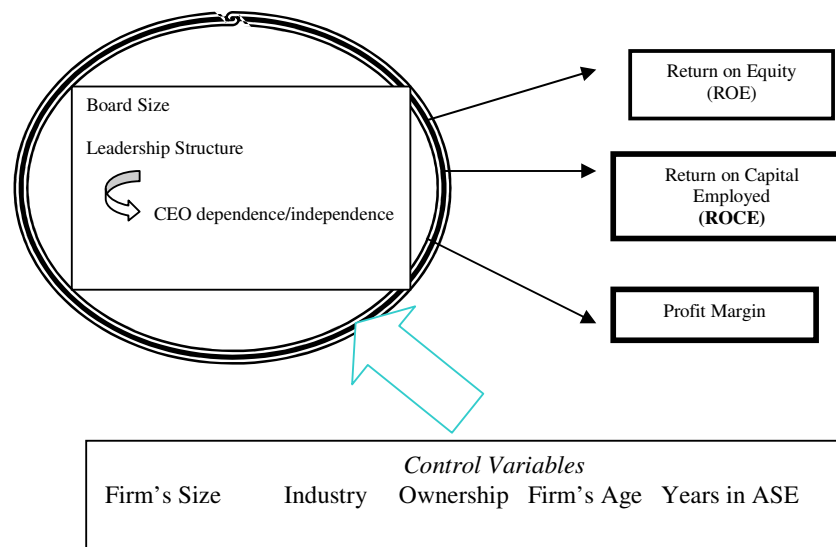 Board Size
Leadership Structure
CEO dependence/independence
Return on Equity
(ROE)
Return on Capital
Employed
(ROCE)
Profit Margin
Control Variables
Firm's Size Industry Ownership Firm's Age Years in ASE